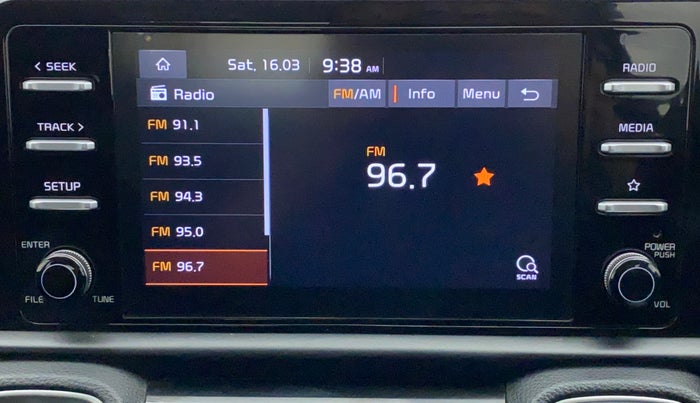 < SEEK
TRACK >
SETUP
ENTER
FILE
TUNE
Sat, 16.03 9:38 AM
Radio FM/AM Info Menu
FM 91.1
FM 93.5
FM 94.3
FM 95.0
FM 96.7
FM
96.7
SCAN
RADIO
MEDIA
POWER
PUSH
VOL